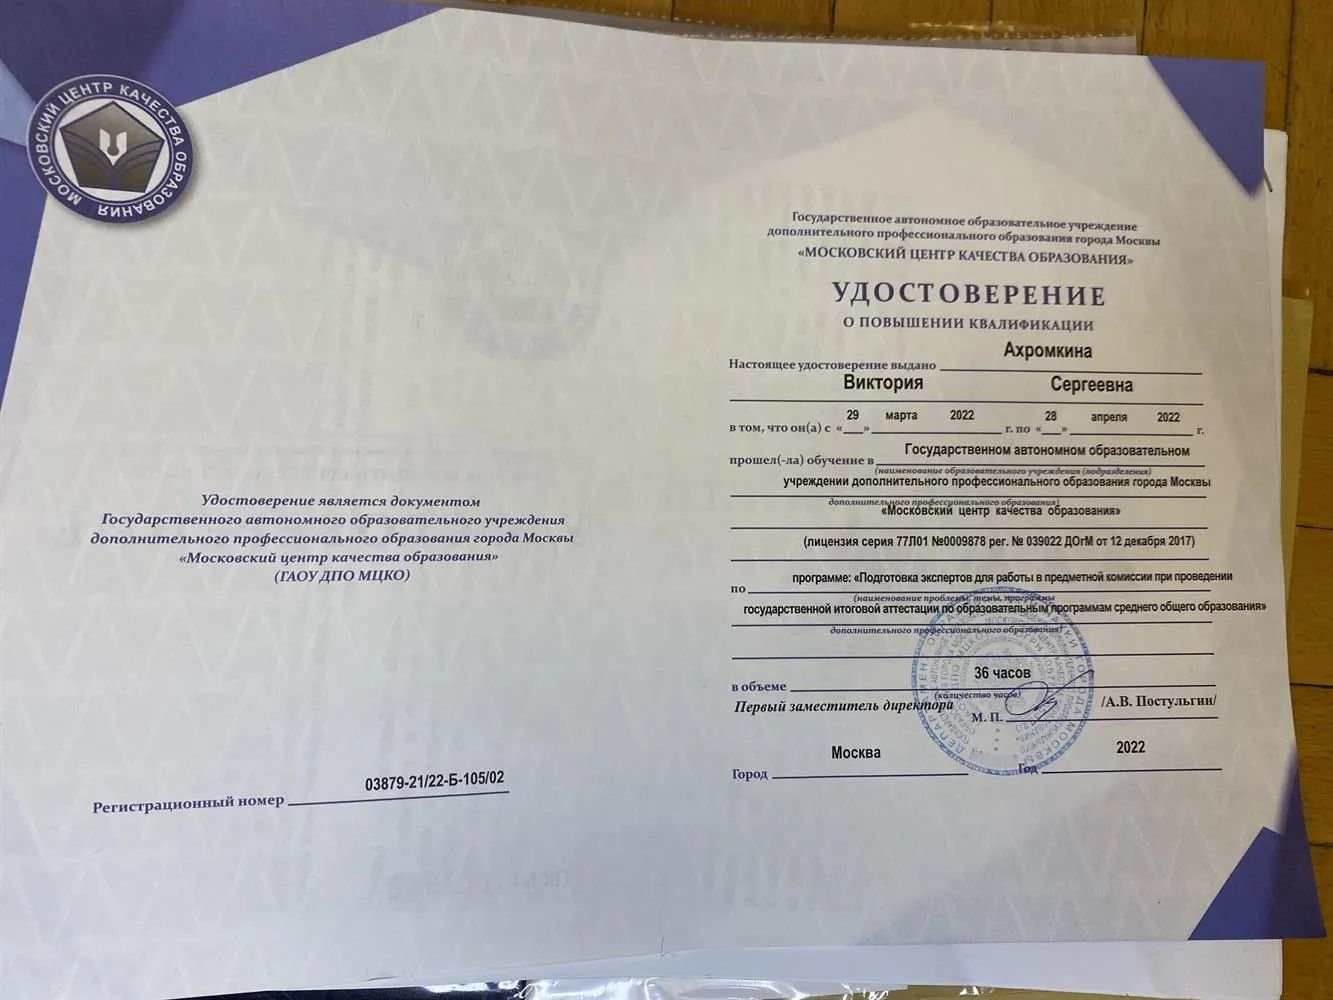 МОСКОВСКИЙ ЦЕНТР КАЧЕСТВА ОБРАЗОВАНИЯ
Удостоверение является документом
Государственного автономного образовательного учреждения
дополнительного профессионального образования города Москвы
«Московский центр качества образования»
(ГАОУ ДПО МЦКО)
03879-21/22-Б-105/02
Регистрационный номер
Государственное автономное образовательное учреждение
дополнительного профессионального образования города Москвы
«МОСКОВСКИЙ ЦЕНТР КАЧЕСТВА ОБРАЗОВАНИЯ»
УДОСТОВЕРЕНИЕ
О ПОВЫШЕНИИ КВАЛИФИКАЦИИ
Ахромкина
Настоящее удостоверение выдано
Виктория Сергеевна
29 марта 2022 28 апреля 2022
в том, что он(а) с «__» г. по «__» г.
Государственном автономном образовательном
прошел(-ла) обучение в
(наименование образовательного учреждения (подразделения)
учреждении дополнительного профессионального образования города Москвы
дополнительного профессионального образования)
«Московский центр качества образования»
(лицензия серия 77Л01 №0009878 рег. № 039022 ДОгМ от 12 декабря 2017)
программе: «Подготовка экспертов для работы в предметной комиссии при проведении
по
(наименование проблемы, темы, программы
государственной итоговой аттестации по образовательным программам среднего общего образования»
дополнительного профессионального образования)
36 часов
в объеме
(количество часов)
Первый заместитель директора М. П. /А.В. Постульгин/
Москва 2022
Город Год